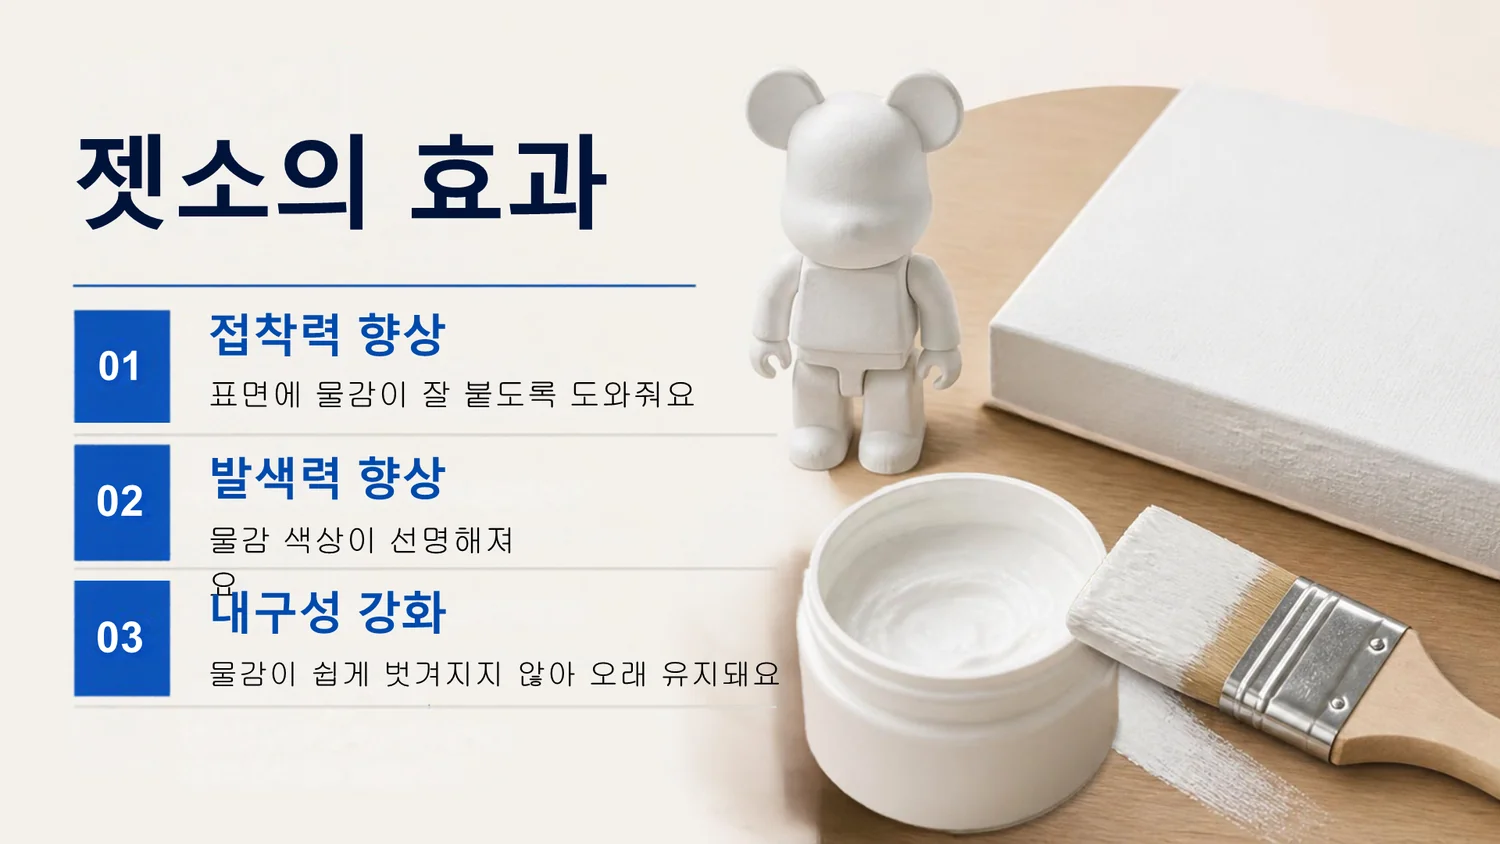 젯소의 효과
01
접착력 향상
표면에 물감이 잘 붙도록 도와줘요
02
발색력 향상
물감 색상이 선명해져
요
03
내구성 강화
물감이 쉽게 벗겨지지 않아 오래 유지돼요